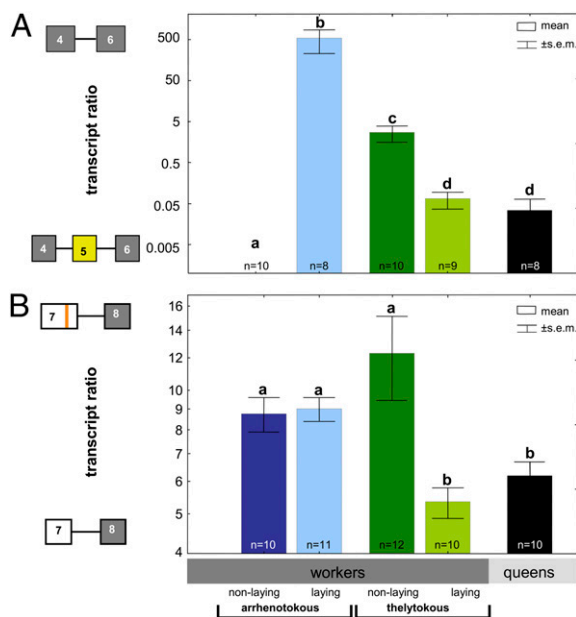 A
4 6
transcript ratio
4 5 6
500
50
5
0.5
0.05
0.005
a b c d d
n=10 n=8 n=10 n=9 n=8
mean
±s.e.m.
B
7 8
transcript ratio
7 8
16
14
12
10
9
8
7
6
5
4
a a a b b
n=10 n=11 n=12 n=10 n=10
mean
±s.e.m.
workers queens
non-laying laying non-laying laying
arrhenotokous thelytokous